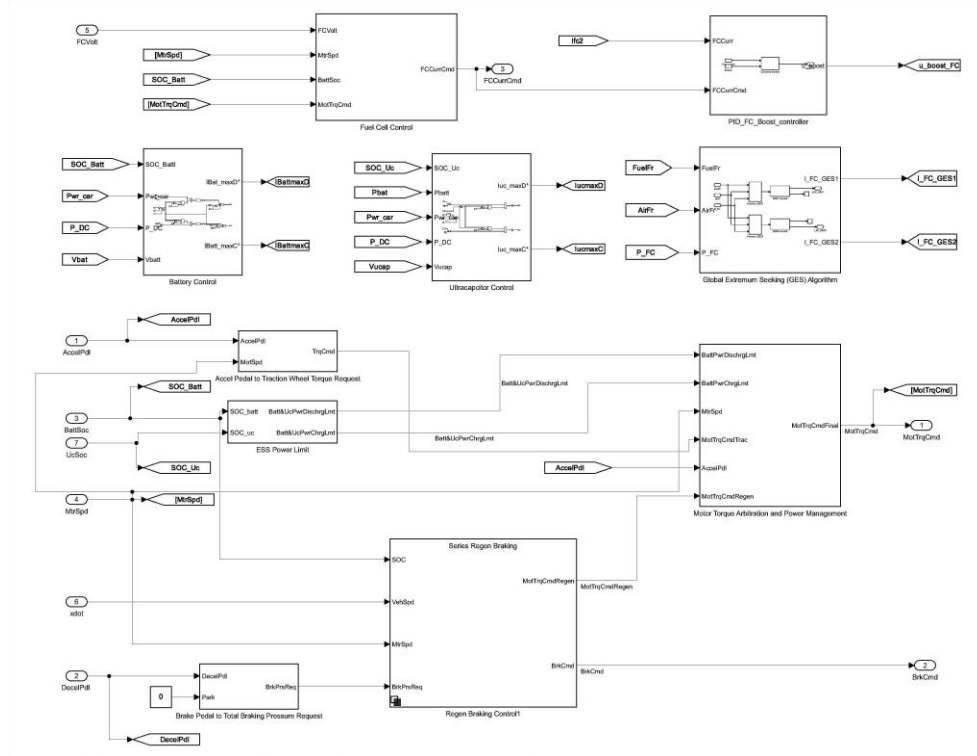 5
FCVolt
[MtrSpd]
SOC_Batt
[MotTrqCmd]
FCVolt
MtrSpd
BattSoc
MotTrqCmd
FCCurrCmd
Fuel Cell Control
3
FCCurrCmd
Ifc2
FCCurr
FCCurrCmd
u_boost
PID_FC_Boost_controller
u_boost_FC
SOC_Batt
Pwr_car
P_DC
Vbat
SOC_Batt
Pwr_car
P_DC
Vbatt
IBat_maxD*
IBatt_maxC*
Battery Control
IBattmaxD
IBattmaxC
SOC_Uc
Pbat
Pwr_car
P_DC
Vucap
SOC_Uc
Pbatt
Pwr_car
P_DC
Vucap
Iuc_maxD*
Iuc_maxC*
Ultracapcitor Control
IucmaxD
IucmaxC
FuelFr
AirFr
P_FC
FuelFr
AirFr
P_FC
I_FC_GES1
I_FC_GES2
Global Extremum Seeking (GES) Algorithm
I_FC_GES1
I_FC_GES2
AccelPdl
1
AccelPdl
AccelPdl
MotSpd
TrqCmd
Accel Pedal to Traction Wheel Torque Request
SOC_Batt
3
BattSoc
7
UcSoc
SOC_Uc
SOC_batt
SOC_uc
Batt&UcPwrDischrgLmt
Batt&UcPwrChrgLmt
ESS Power Limit
Batt&UcPwrDischrgLmt
Batt&UcPwrChrgLmt
4
MtrSpd
[MtrSpd]
AccelPdl
BattPwrDischrgLmt
BattPwrChrgLmt
MtrSpd
MotTrqCmdTrac
AccelPdl
MotTrqCmdRegen
MotTrqCmdFinal
Motor Torque Arbitration and Power Management
MotTrqCmd
[MotTrqCmd]
1
MotTrqCmd
Series Regen Braking
SOC
VehSpd
MtrSpd
BrkPrsReq
MotTrqCmdRegen
BrkCmd
Regen Braking Control1
MotTrqCmdRegen
BrkCmd
2
BrkCmd
6
xdot
2
DecelPdl
0
DecelPdl
Park
BrkPrsReq
Brake Pedal to Total Braking Pressure Request
DecelPdl